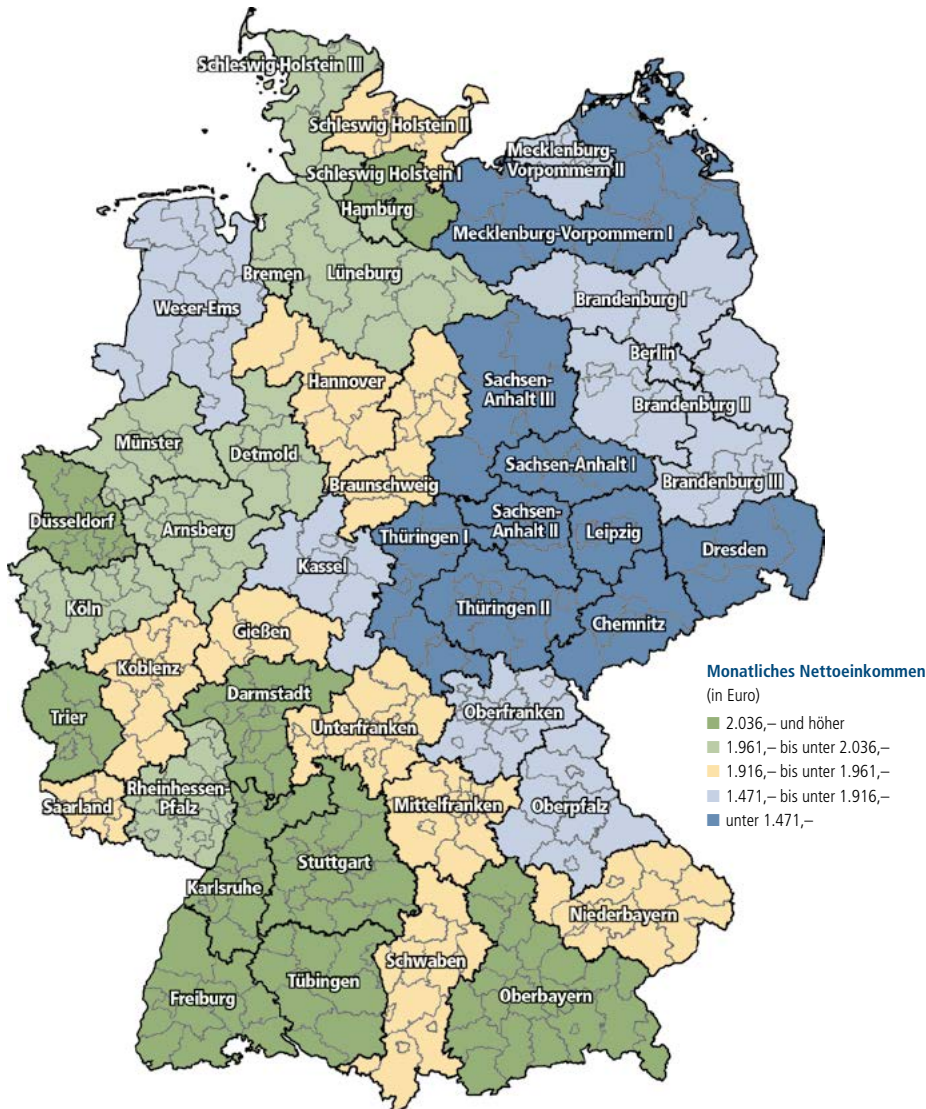 Schleswig Holstein III
Schleswig Holstein II
Mecklenburg-
Vorpommern II
Schleswig Holstein I
Hamburg
Mecklenburg-Vorpommern I
Bremen
Lüneburg
Weser-Ems
Brandenburg I
Berlin
Hannover
Sachsen-
Anhalt III
Brandenburg II
Münster
Detmold
Sachsen-Anhalt I
Braunschweig
Brandenburg III
Düsseldorf
Arnsberg
Thüringen I
Sachsen-
Anhalt II
Leipzig
Dresden
Kassel
Köln
Thüringen II
Chemnitz
Gießen
Koblenz
Darmstadt
Trier
Unterfranken
Oberfranken
Monatliches Nettoeinkommen
(in Euro)
2.036,– und höher
1.961,– bis unter 2.036,–
1.916,– bis unter 1.961,–
1.471,– bis unter 1.916,–
unter 1.471,–
Saarland
Rheinhessen-
Pfalz
Mittelfranken
Oberpfalz
Stuttgart
Karlsruhe
Niederbayern
Schwaben
Tübingen
Freiburg
Oberbayern